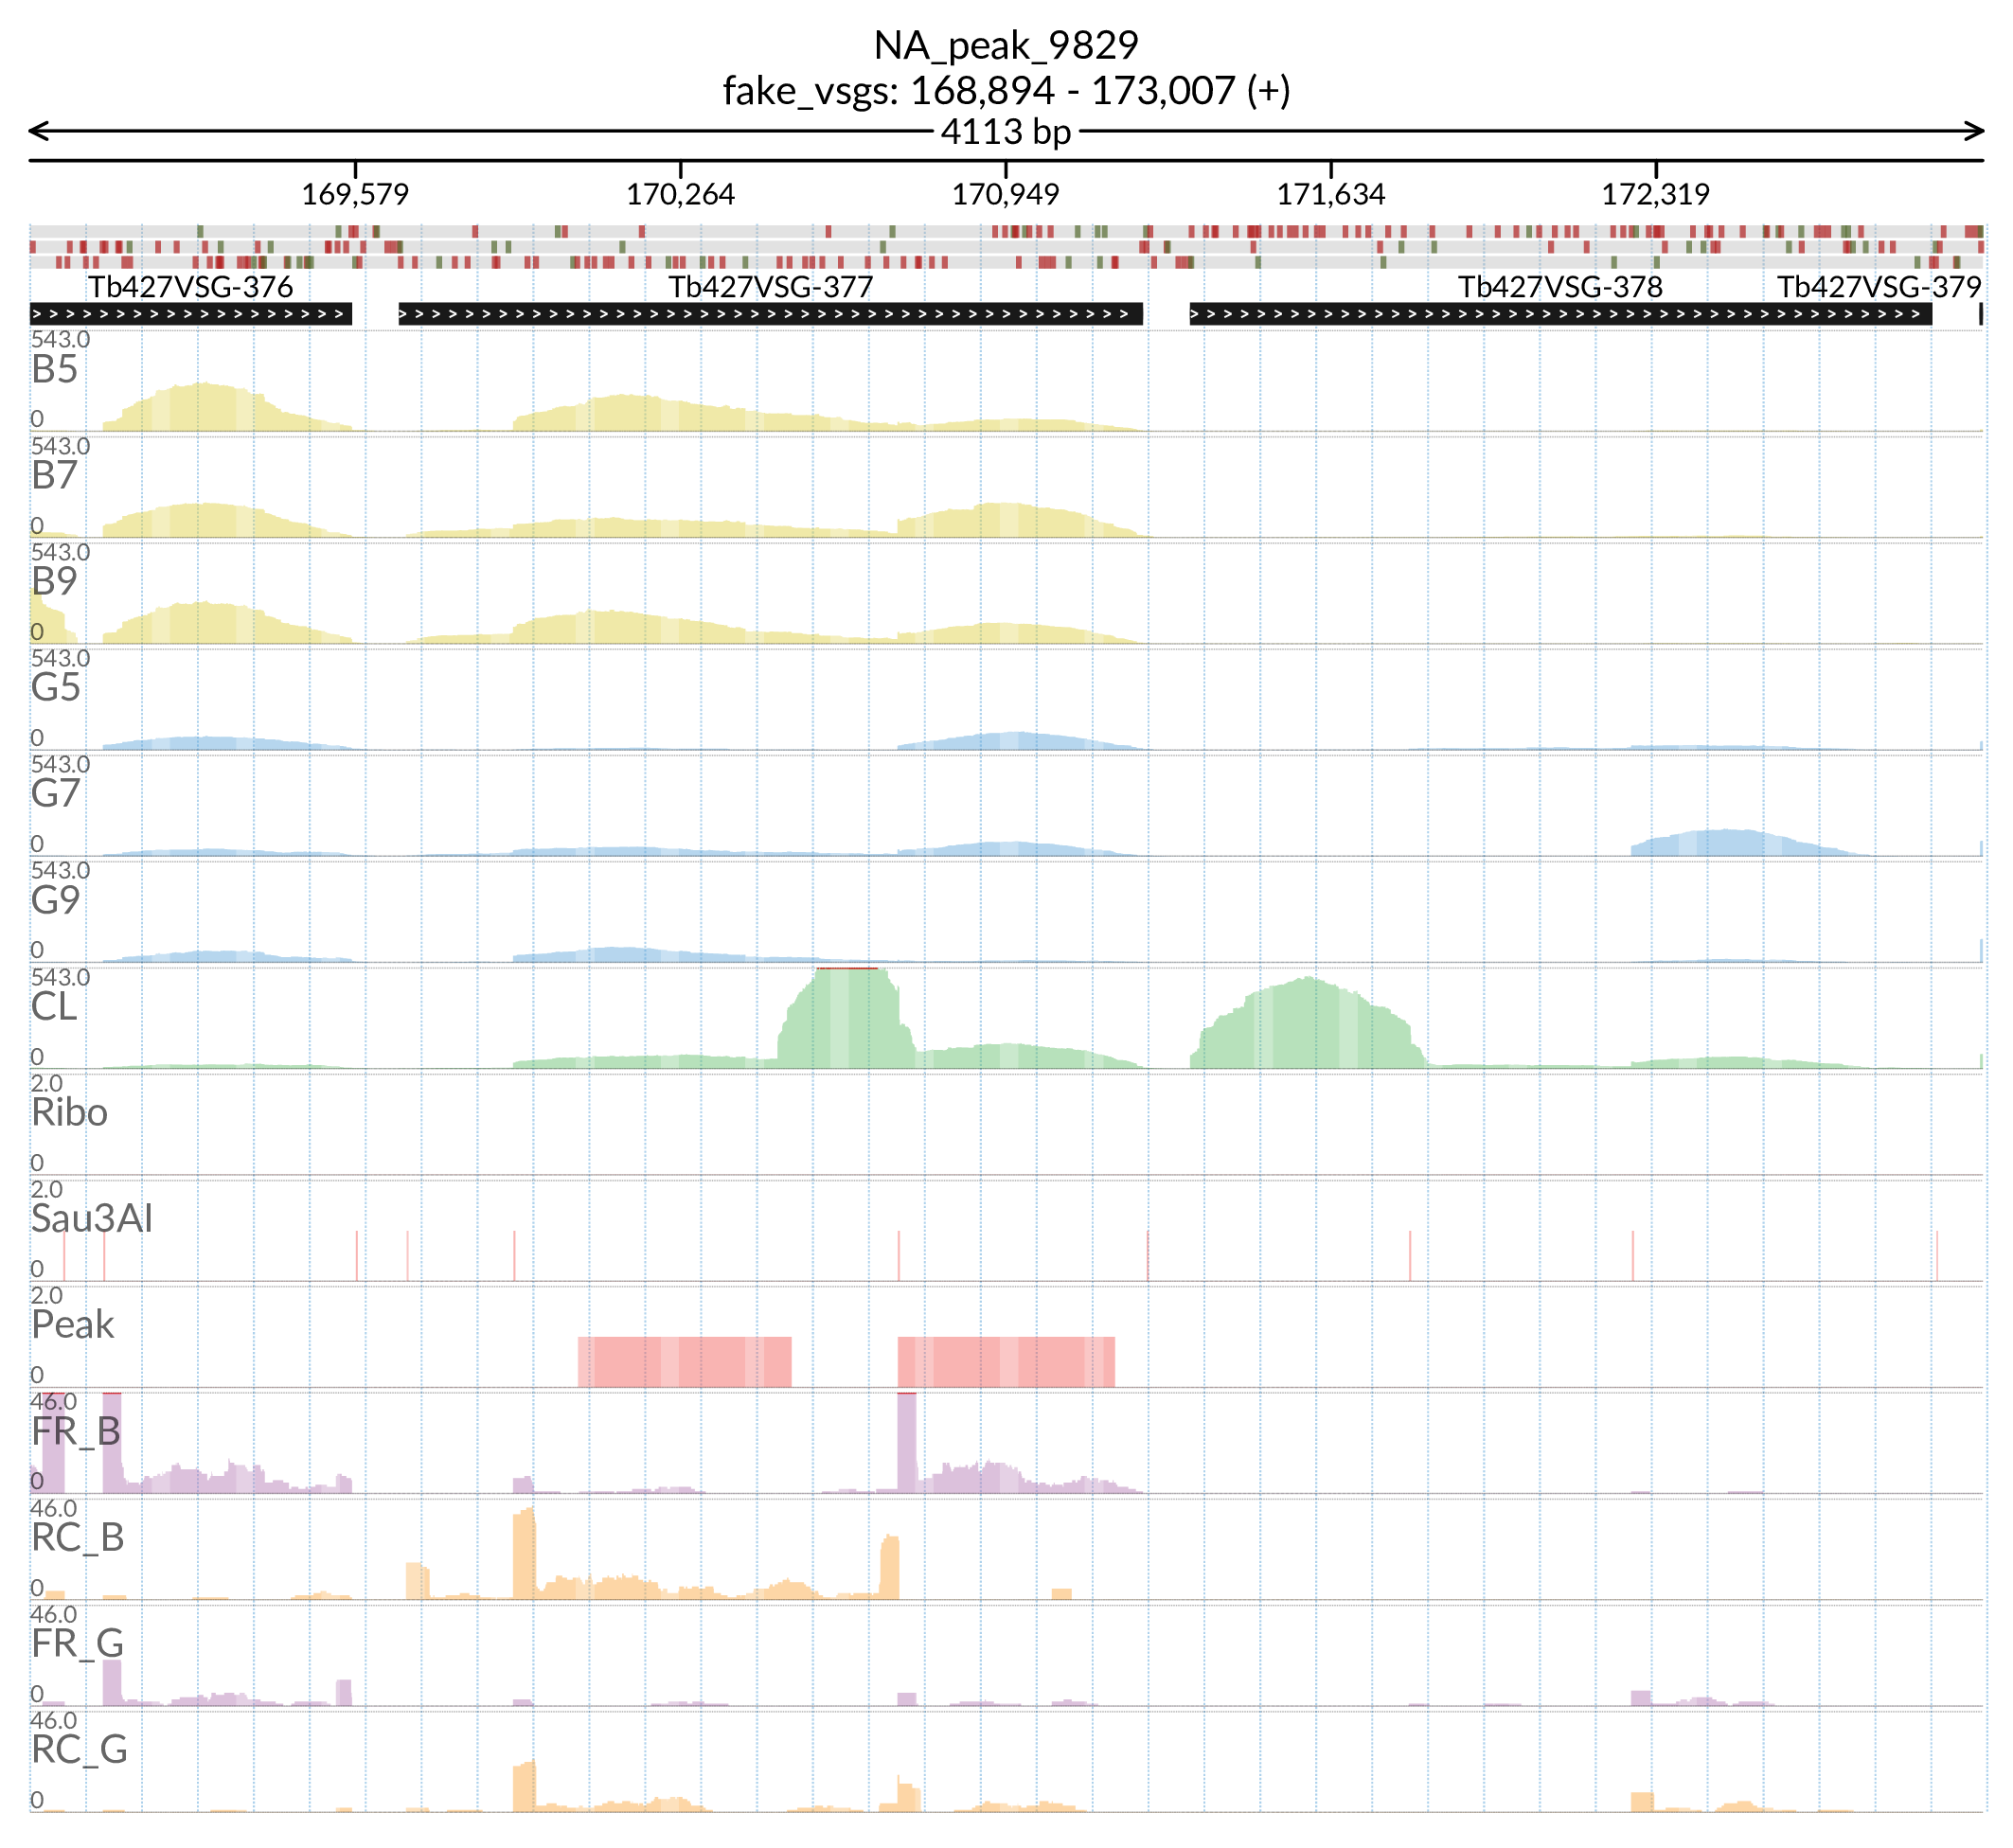 NA_peak_9829
fake_vsgs: 168,894 - 173,007 (+)
4113 bp
169,579 170,264 170,949 171,634 172,319
Tb427VSG-376 Tb427VSG-377 Tb427VSG-378 Tb427VSG-379
543.0
B5
0
543.0
B7
0
543.0
B9
0
543.0
G5
0
543.0
G7
0
543.0
G9
0
543.0
CL
0
2.0
Ribo
0
2.0
Sau3AI
0
2.0
Peak
0
46.0
FR_B
0
46.0
RC_B
0
46.0
FR_G
0
46.0
RC_G
0